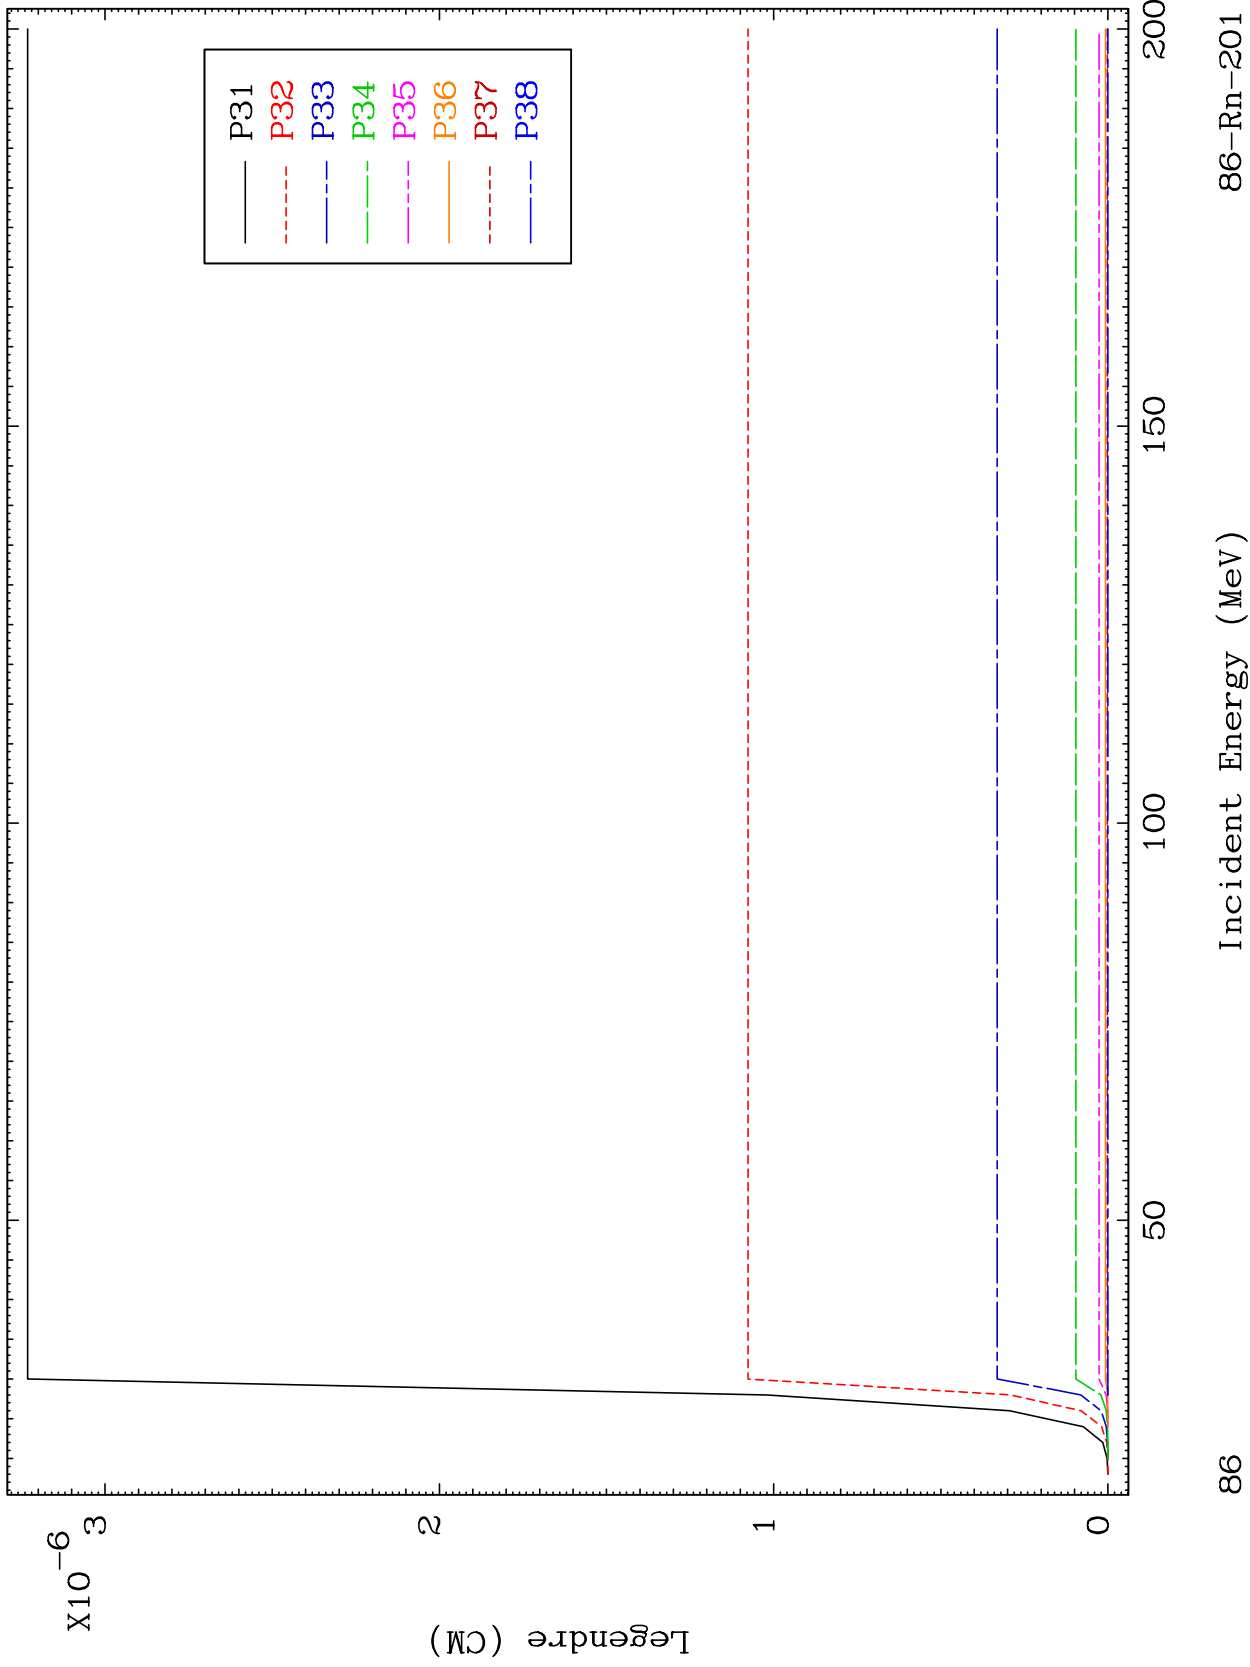 X10
-6
3
2
1
0
Legendre (CM)
P31
P32
P33
P34
P35
P36
P37
P38
50
100
150
200
Incident Energy (MeV)
86
86-Rn-201